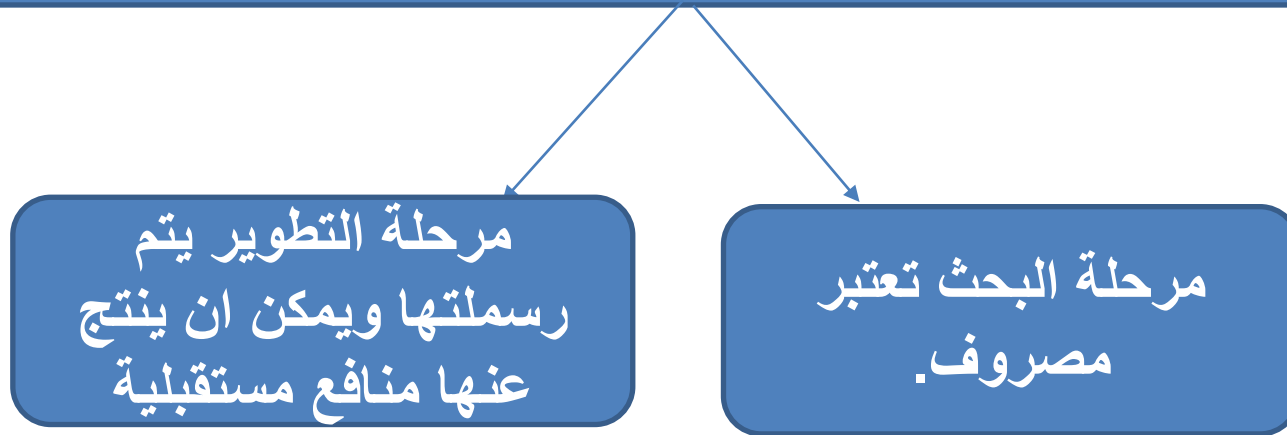 مرحلة البحث تعتبر
مصروف.
مرحلة التطوير يتم
رسملتها ويمكن ان ينتج
عنها منافع مستقبلية